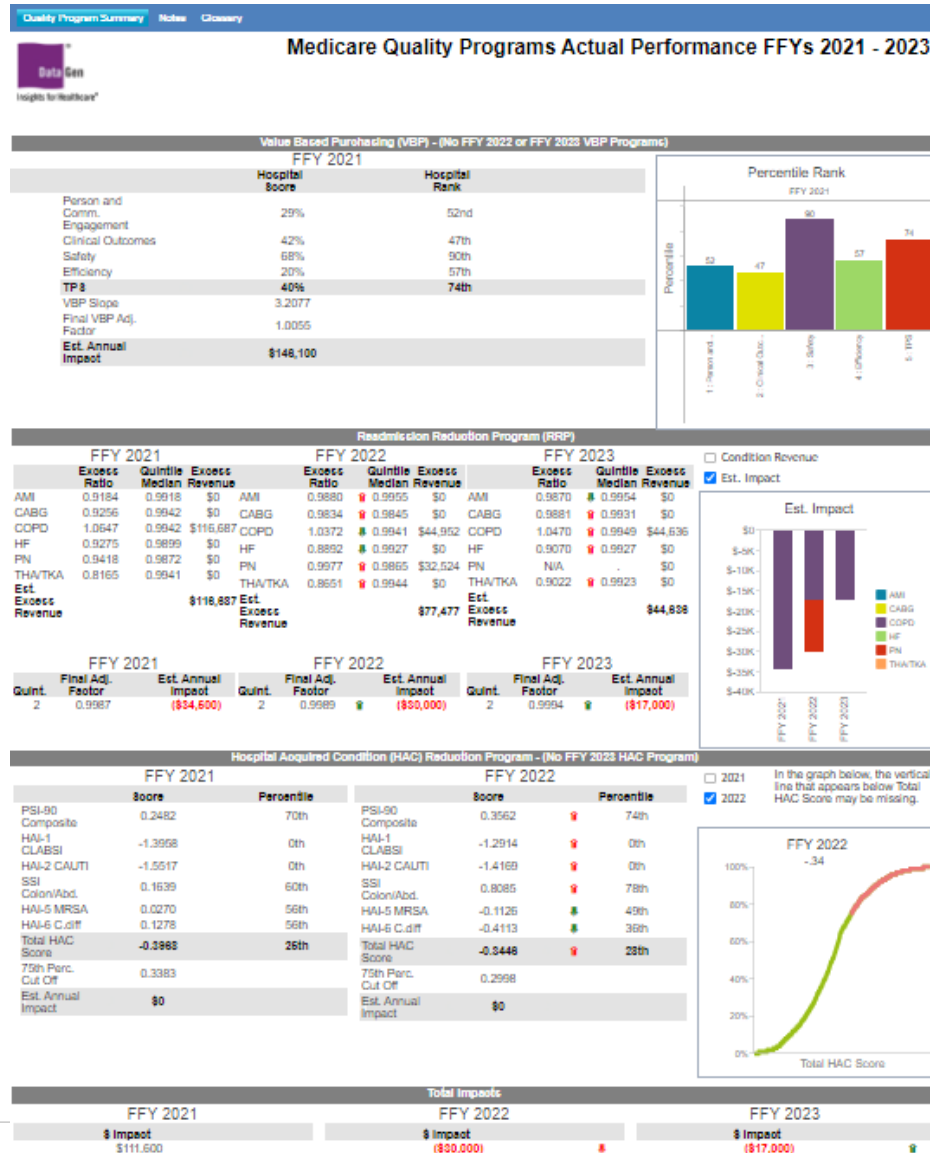 Quality Program Summary Notes Glossary
Medicare Quality Programs Actual Performance FFYs 2021 - 2023
DataGen
Insights for Healthcare®
Value Based Purchasing (VBP) - (No FFY 2022 or FFY 2023 VBP Programs)
FFY 2021
Hospital Score Hospital Rank
Person and Comm. Engagement 29% 52nd
Clinical Outcomes 42% 47th
Safety 68% 90th
Efficiency 20% 57th
TPS 40% 74th
VBP Slope 3.2077
Final VBP Adj. Factor 1.0055
Est. Annual Impact $146,100
Percentile Rank
FFY 2021
Percentile
52 47 90 57 74
1 : Person and... 2 : Clinical Outc... 3 : Safety 4 : Efficiency 5 : TPS
Readmission Reduction Program (RRP)
FFY 2021 FFY 2022 FFY 2023
Excess Ratio Quintile Median Excess Revenue Excess Ratio Quintile Median Excess Revenue Excess Ratio Quintile Median Excess Revenue
AMI 0.9184 0.9918 $0 AMI 0.9880 0.9955 $0 AMI 0.9870 0.9954 $0
CABG 0.9256 0.9942 $0 CABG 0.9834 0.9845 $0 CABG 0.9881 0.9931 $0
COPD 1.0647 0.9942 $116,687 COPD 1.0372 0.9941 $44,952 COPD 1.0470 0.9949 $44,636
HF 0.9275 0.9899 $0 HF 0.8892 0.9927 $0 HF 0.9070 0.9927 $0
PN 0.9418 0.9872 $0 PN 0.9977 0.9865 $32,524 PN N/A . $0
THA/TKA 0.8165 0.9941 $0 THA/TKA 0.8651 0.9944 $0 THA/TKA 0.9022 0.9923 $0
Est. Excess Revenue $116,687 Est. Excess Revenue $77,477 Est. Excess Revenue $44,636
Condition Revenue
Est. Impact
Est. Impact
$0
$-5K
$-10K
$-15K
$-20K
$-25K
$-30K
$-35K
$-40K
FFY 2021 FFY 2022 FFY 2023
AMI
CABG
COPD
HF
PN
THA/TKA
FFY 2021 FFY 2022 FFY 2023
Quint. Final Adj. Factor Est. Annual Impact Quint. Final Adj. Factor Est. Annual Impact Quint. Final Adj. Factor Est. Annual Impact
2 0.9987 ($34,600) 2 0.9989 ($30,000) 2 0.9994 ($17,000)
Hospital Acquired Condition (HAC) Reduction Program - (No FFY 2023 HAC Program)
FFY 2021 FFY 2022
Score Percentile Score Percentile
PSI-90 Composite 0.2482 70th PSI-90 Composite 0.3562 74th
HAI-1 CLABSI -1.3958 0th HAI-1 CLABSI -1.2914 0th
HAI-2 CAUTI -1.5517 0th HAI-2 CAUTI -1.4169 0th
SSI Colon/Abd. 0.1639 60th SSI Colon/Abd. 0.8085 78th
HAI-5 MRSA 0.0270 56th HAI-5 MRSA -0.1126 49th
HAI-6 C.diff 0.1278 56th HAI-6 C.diff -0.4113 36th
Total HAC Score -0.3963 26th Total HAC Score -0.3446 28th
75th Perc. Cut Off 0.3383 75th Perc. Cut Off 0.2998
Est. Annual Impact $0 Est. Annual Impact $0
2021
2022
In the graph below, the vertical
line that appears below Total
HAC Score may be missing.
FFY 2022
-.34
100%
80%
60%
40%
20%
0%
Total HAC Score
Total Impacts
FFY 2021 FFY 2022 FFY 2023
$ Impact $ Impact $ Impact
$111,600 ($30,000) ($17,000)